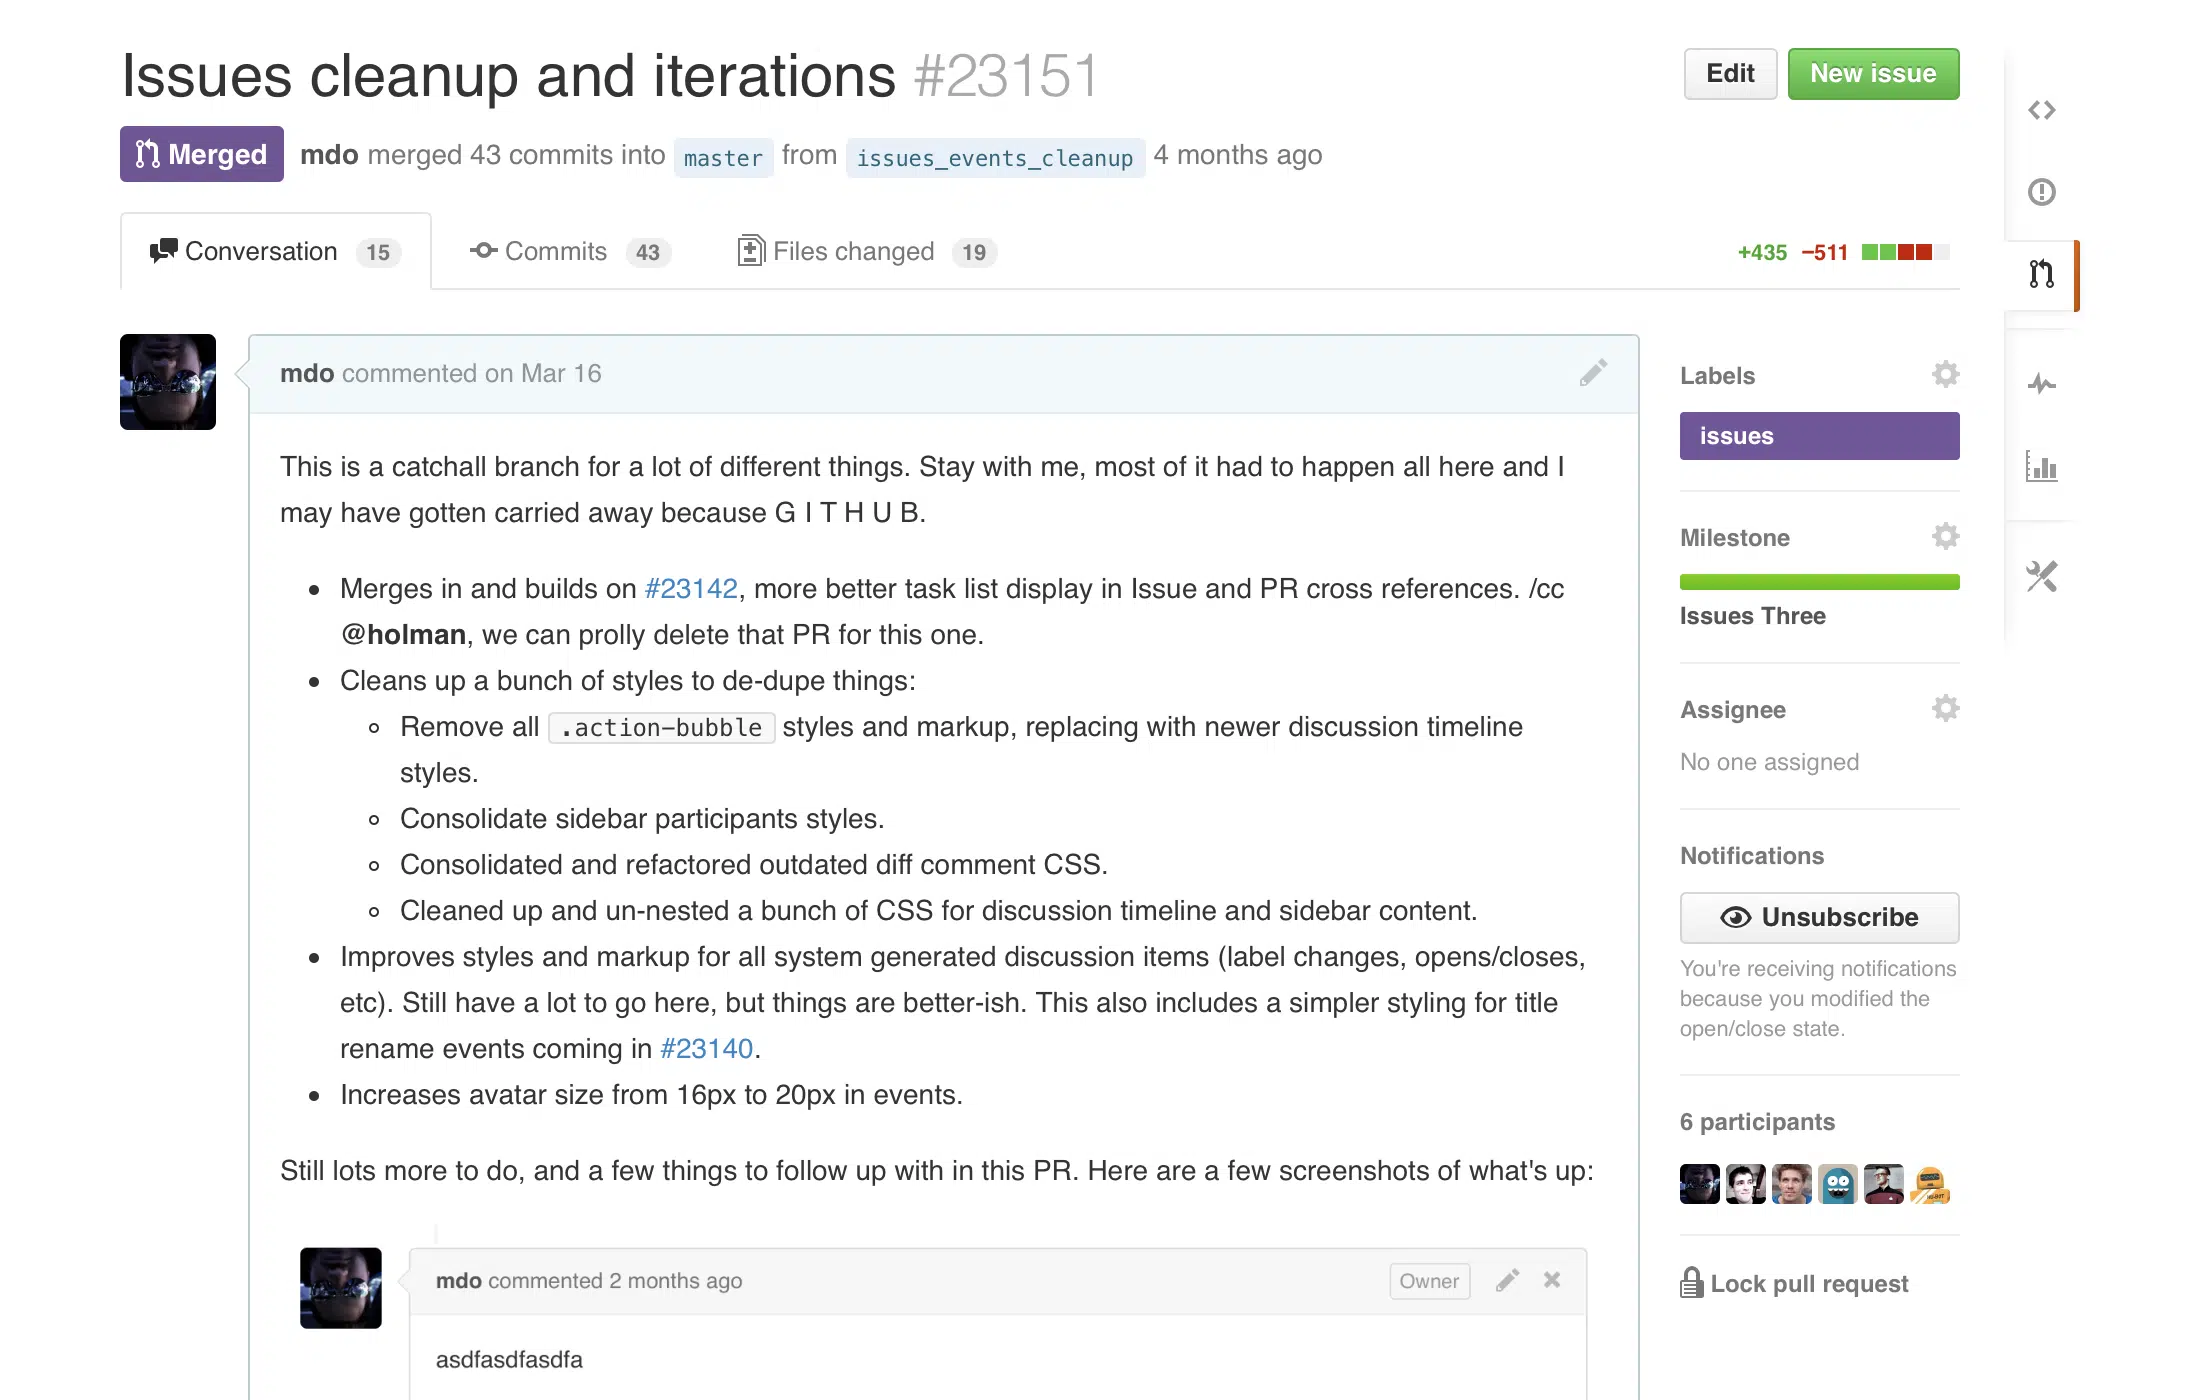 Issues cleanup and iterations #23151
Edit
New issue
Merged
mdo merged 43 commits into master from issues_events_cleanup 4 months ago
Conversation 15
Commits 43
Files changed 19
+435 −511
mdo commented on Mar 16
This is a catchall branch for a lot of different things. Stay with me, most of it had to happen all here and I
may have gotten carried away because G I T H U B.
• Merges in and builds on #23142, more better task list display in Issue and PR cross references. /cc
@holman, we can prolly delete that PR for this one.
• Cleans up a bunch of styles to de-dupe things:
◦ Remove all .action-bubble styles and markup, replacing with newer discussion timeline
styles.
◦ Consolidate sidebar participants styles.
◦ Consolidated and refactored outdated diff comment CSS.
◦ Cleaned up and un-nested a bunch of CSS for discussion timeline and sidebar content.
• Improves styles and markup for all system generated discussion items (label changes, opens/closes,
etc). Still have a lot to go here, but things are better-ish. This also includes a simpler styling for title
rename events coming in #23140.
• Increases avatar size from 16px to 20px in events.
Still lots more to do, and a few things to follow up with in this PR. Here are a few screenshots of what's up:
mdo commented 2 months ago
Owner
asdfasdfasdfa
Labels
issues
Milestone
Issues Three
Assignee
No one assigned
Notifications
Unsubscribe
You're receiving notifications
because you modified the
open/close state.
6 participants
Lock pull request